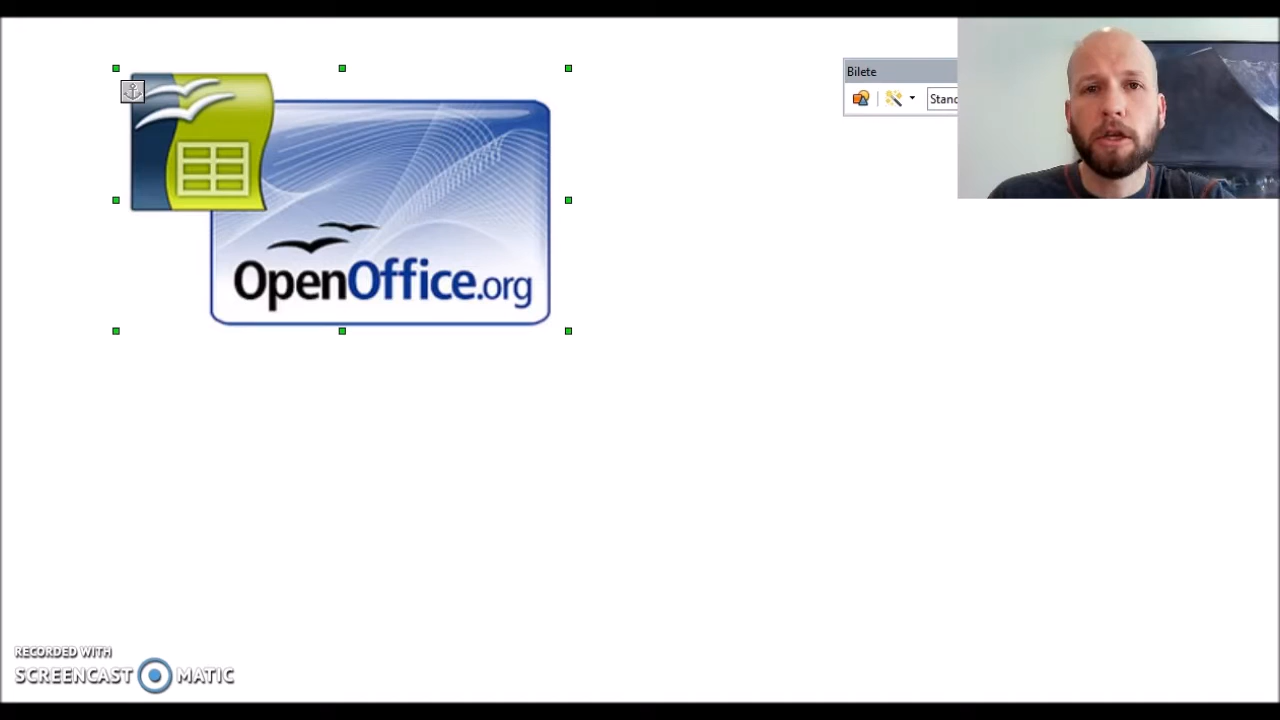 Bilete
Stand
OpenOffice.org
RECORDED WITH
SCREENCAST MATIC